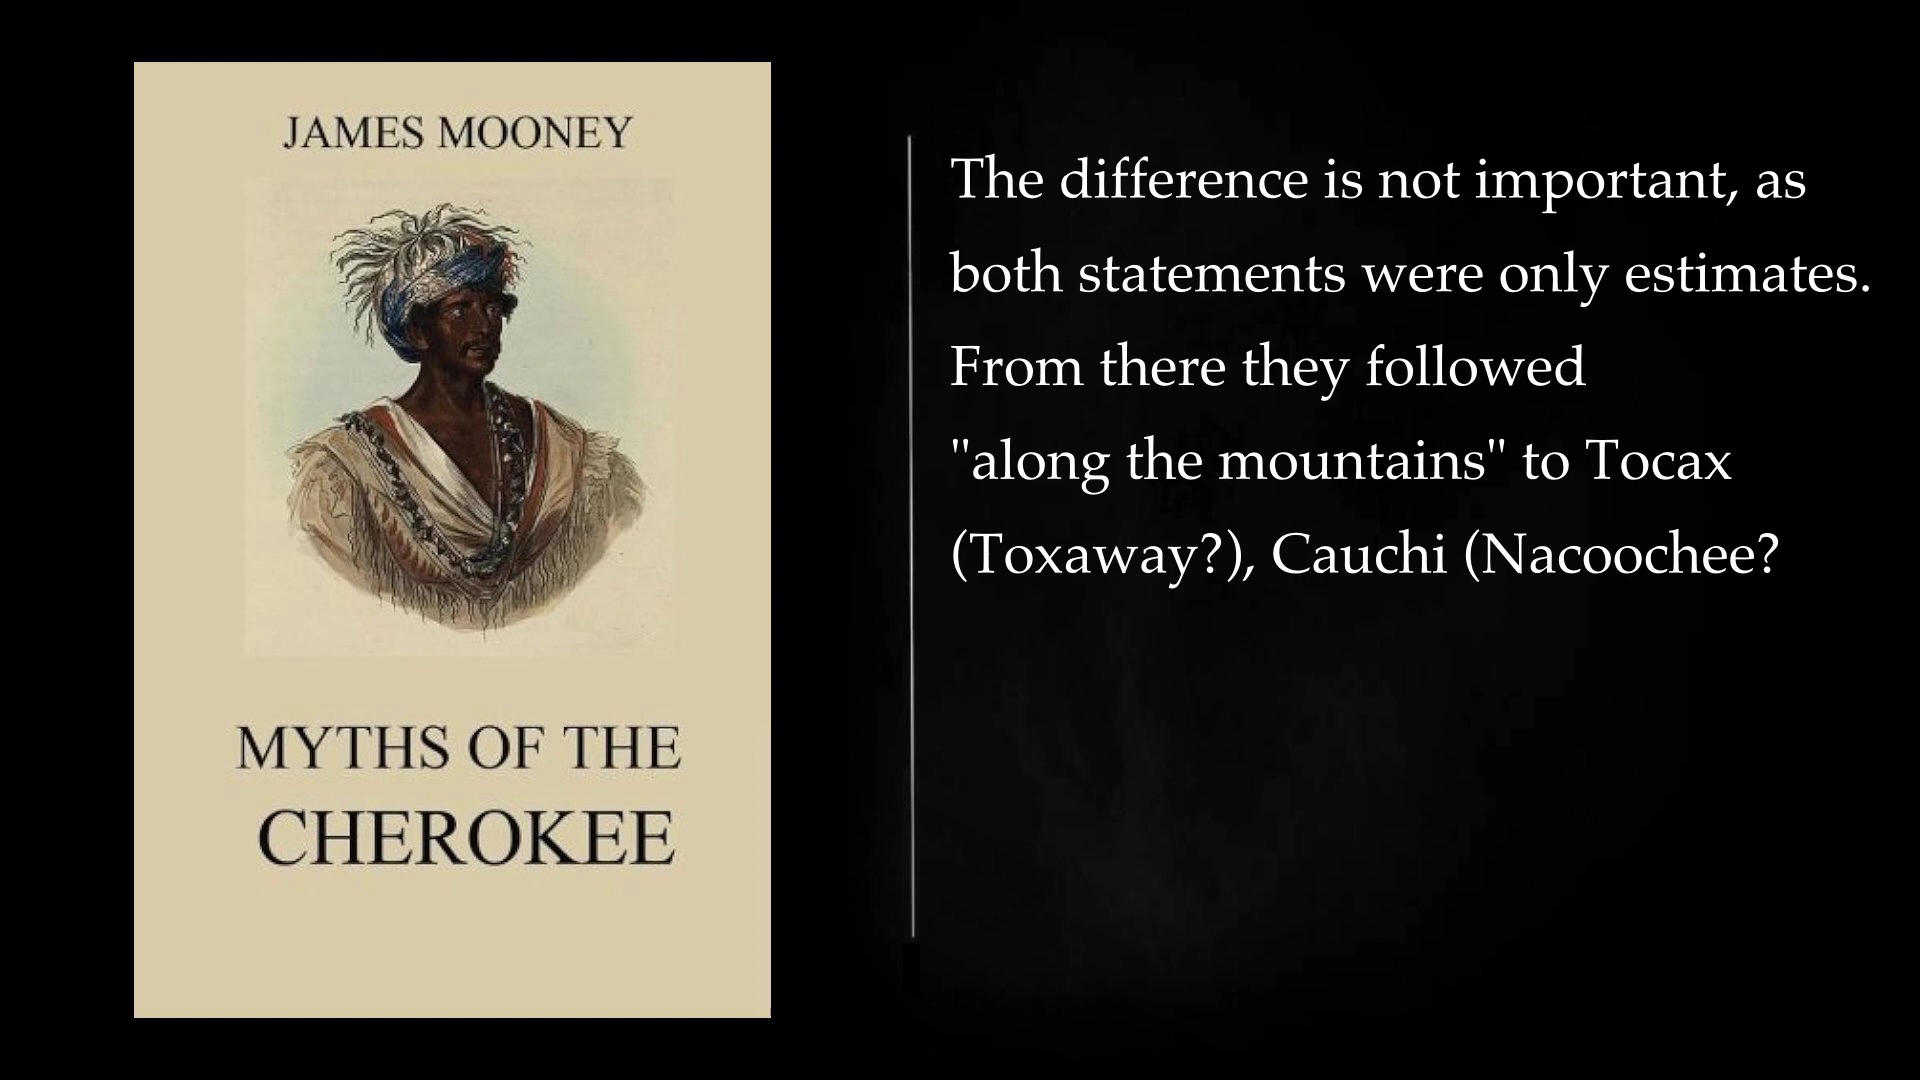 JAMES MOONEY
MYTHS OF THE
CHEROKEE
The difference is not important, as
both statements were only estimates.
From there they followed
"along the mountains" to Tocax
(Toxaway?), Cauchi (Nacoochee?